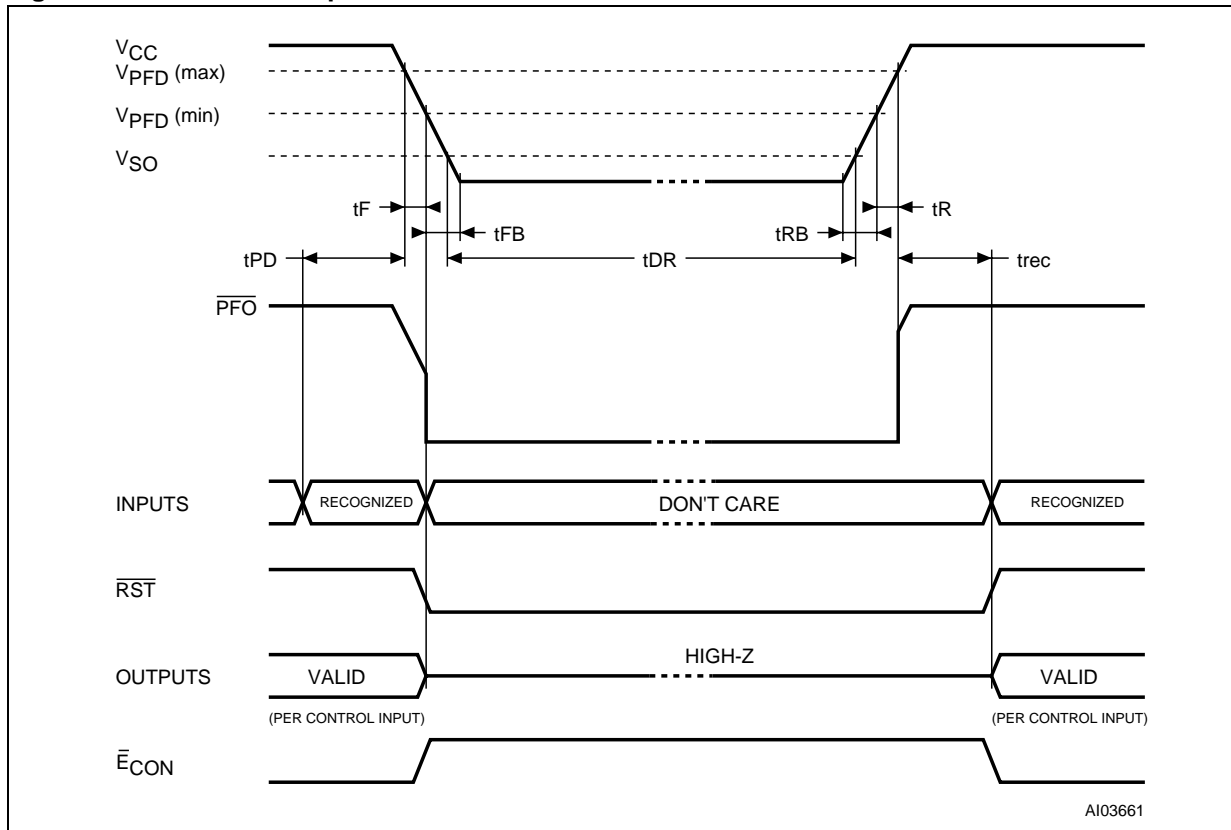 VCC
VPFD (max)
VPFD (min)
VSO
tF
tFB
tR
tRB
tPD
tDR
trec
PFO
INPUTS
RECOGNIZED
DON'T CARE
RECOGNIZED
RST
HIGH-Z
OUTPUTS
VALID
VALID
(PER CONTROL INPUT)
(PER CONTROL INPUT)
ECON
AI03661